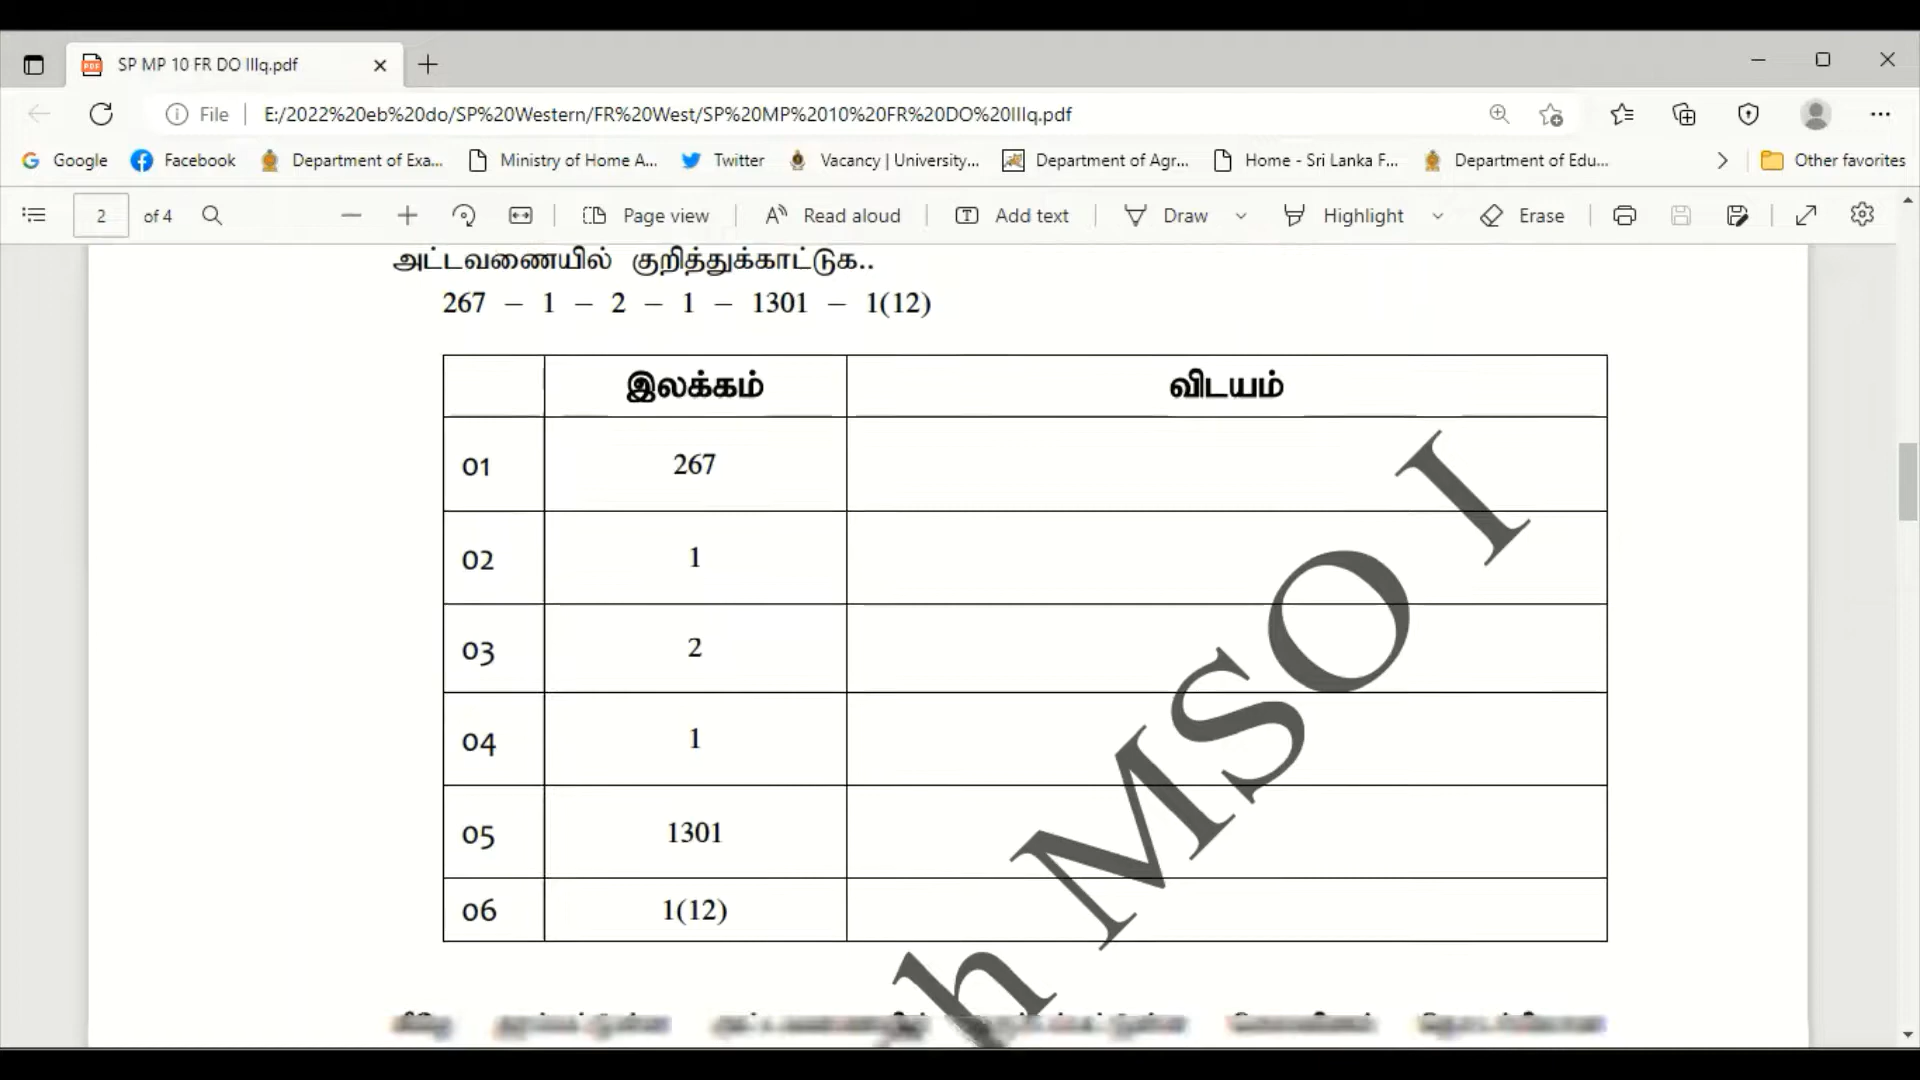 SP MP 10 FR DO IIIq.pdf
File E:/2022%20eb%20do/SP%20Western/FR%20West/SP%20MP%2010%20FR%20DO%20IIIq.pdf
Google Facebook Department of Exa... Ministry of Home A... Twitter Vacancy | University... Department of Agr... Home - Sri Lanka F... Department of Edu... Other favorites
2 of 4 Page view Read aloud Add text Draw Highlight Erase
அட்டவணையில் குறித்துக்காட்டுக..
267 – 1 – 2 – 1 – 1301 – 1(12)
இலக்கம் விடயம்
01 267
02 1
03 2
04 1
05 1301
06 1(12)
h MSO I